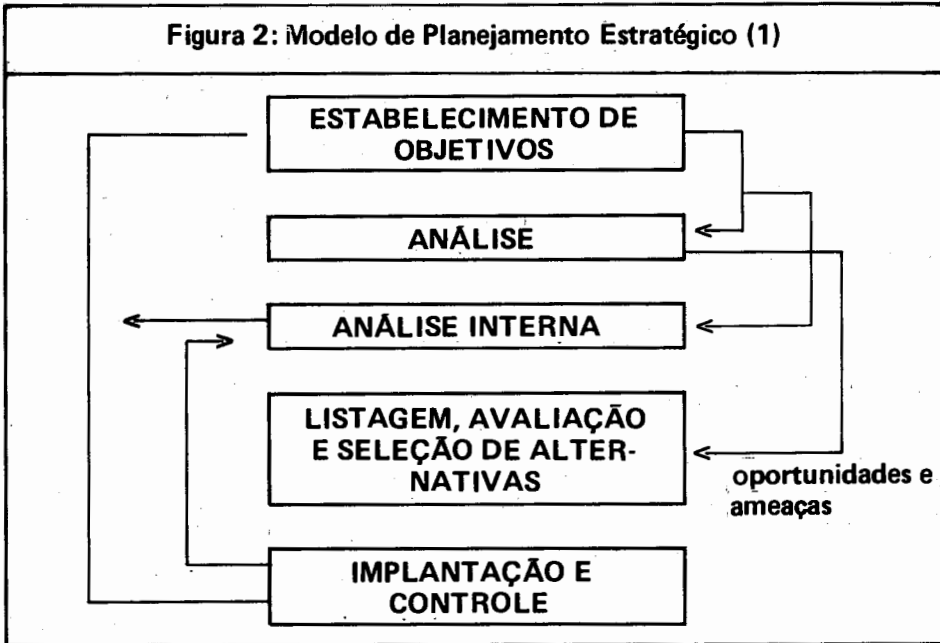 Figura 2: Modelo de Planejamento Estratégico (1)
ESTABELECIMENTO DE
OBJETIVOS
ANÁLISE
ANÁLISE INTERNA
LISTAGEM, AVALIAÇÃO
E SELEÇÃO DE ALTER-
NATIVAS
oportunidades e
ameaças
IMPLANTAÇÃO E
CONTROLE